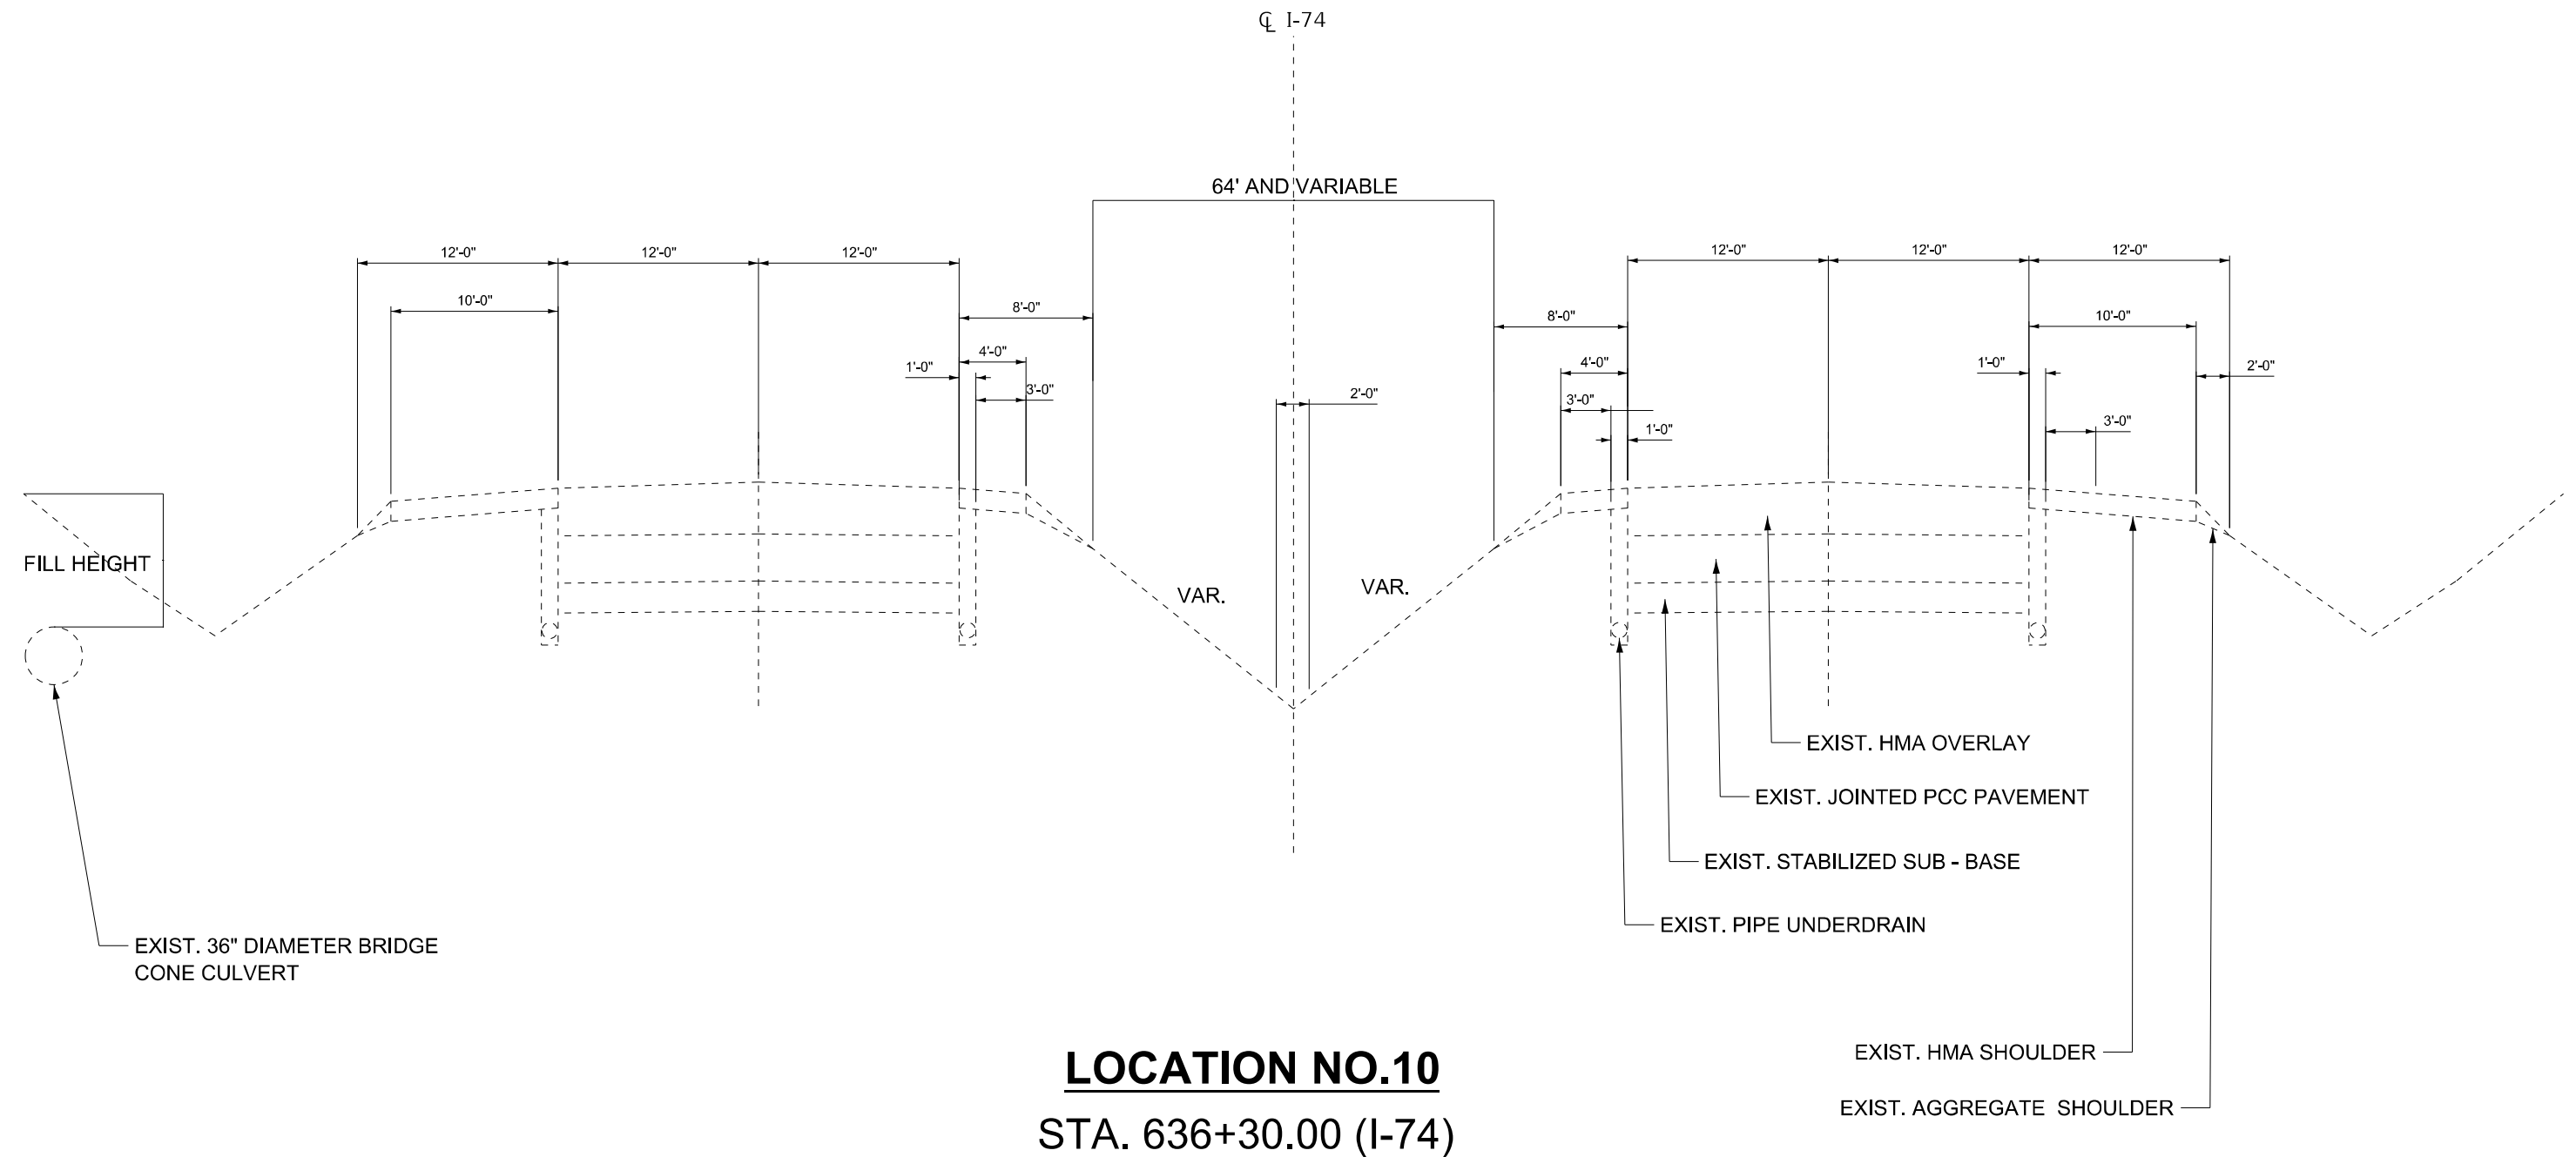 ℄ I-74
64' AND VARIABLE
12'-0" 12'-0" 12'-0" 12'-0" 12'-0" 12'-0"
10'-0" 8'-0" 8'-0" 10'-0"
4'-0" 4'-0"
1'-0" 1'-0" 2'-0"
3'-0" 2'-0" 3'-0"
1'-0" 3'-0"
FILL HEIGHT
VAR. VAR.
EXIST. HMA OVERLAY
EXIST. JOINTED PCC PAVEMENT
EXIST. STABILIZED SUB - BASE
EXIST. PIPE UNDERDRAIN
EXIST. 36" DIAMETER BRIDGE
CONE CULVERT
EXIST. HMA SHOULDER
EXIST. AGGREGATE SHOULDER
LOCATION NO.10
STA. 636+30.00 (I-74)